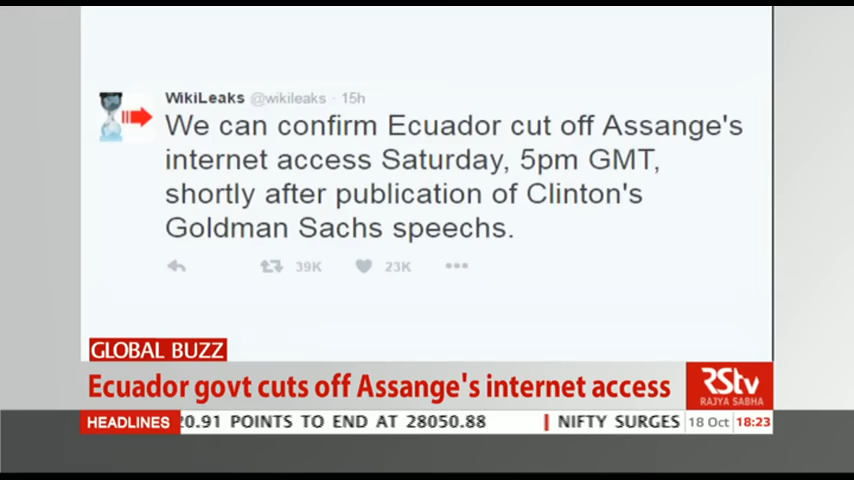 WikiLeaks @wikileaks · 15h
We can confirm Ecuador cut off Assange's
internet access Saturday, 5pm GMT,
shortly after publication of Clinton's
Goldman Sachs speechs.
39K 23K
GLOBAL BUZZ
Ecuador govt cuts off Assange's internet access
RStv
RAJYA SABHA
HEADLINES 20.91 POINTS TO END AT 28050.88 | NIFTY SURGES 18 Oct 18:23